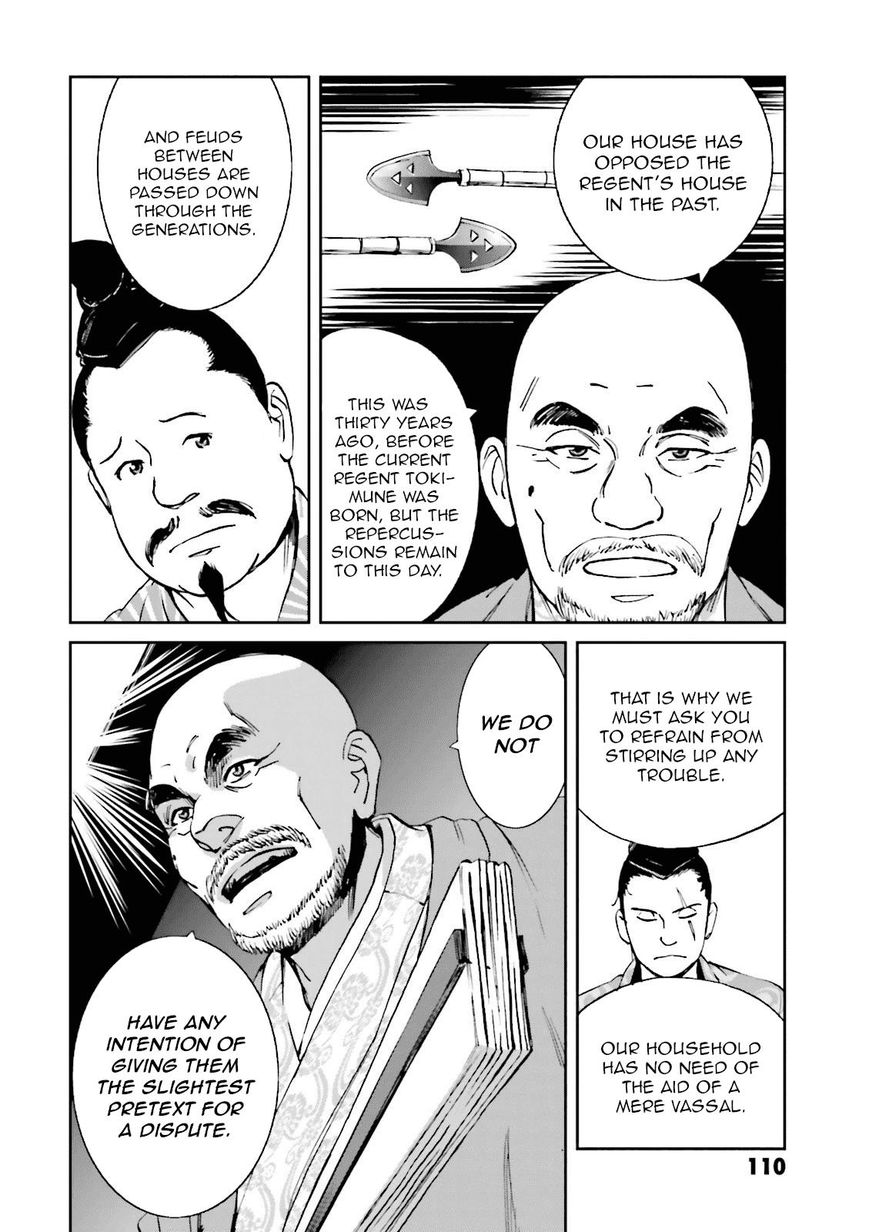 OUR HOUSE HAS
OPPOSED THE
REGENT'S HOUSE
IN THE PAST.
THIS WAS
THIRTY YEARS
AGO, BEFORE
THE CURRENT
REGENT TOKI-
MUNE WAS
BORN, BUT THE
REPERCUS-
SIONS REMAIN
TO THIS DAY.
AND FEUDS
BETWEEN
HOUSES ARE
PASSED DOWN
THROUGH THE
GENERATIONS.
THAT IS WHY WE
MUST ASK YOU
TO REFRAIN FROM
STIRRING UP ANY
TROUBLE.
OUR HOUSEHOLD
HAS NO NEED OF
THE AID OF A
MERE VASSAL.
WE DO
NOT
HAVE ANY
INTENTION OF
GIVING THEM
THE SLIGHTEST
PRETEXT FOR
A DISPUTE.
110